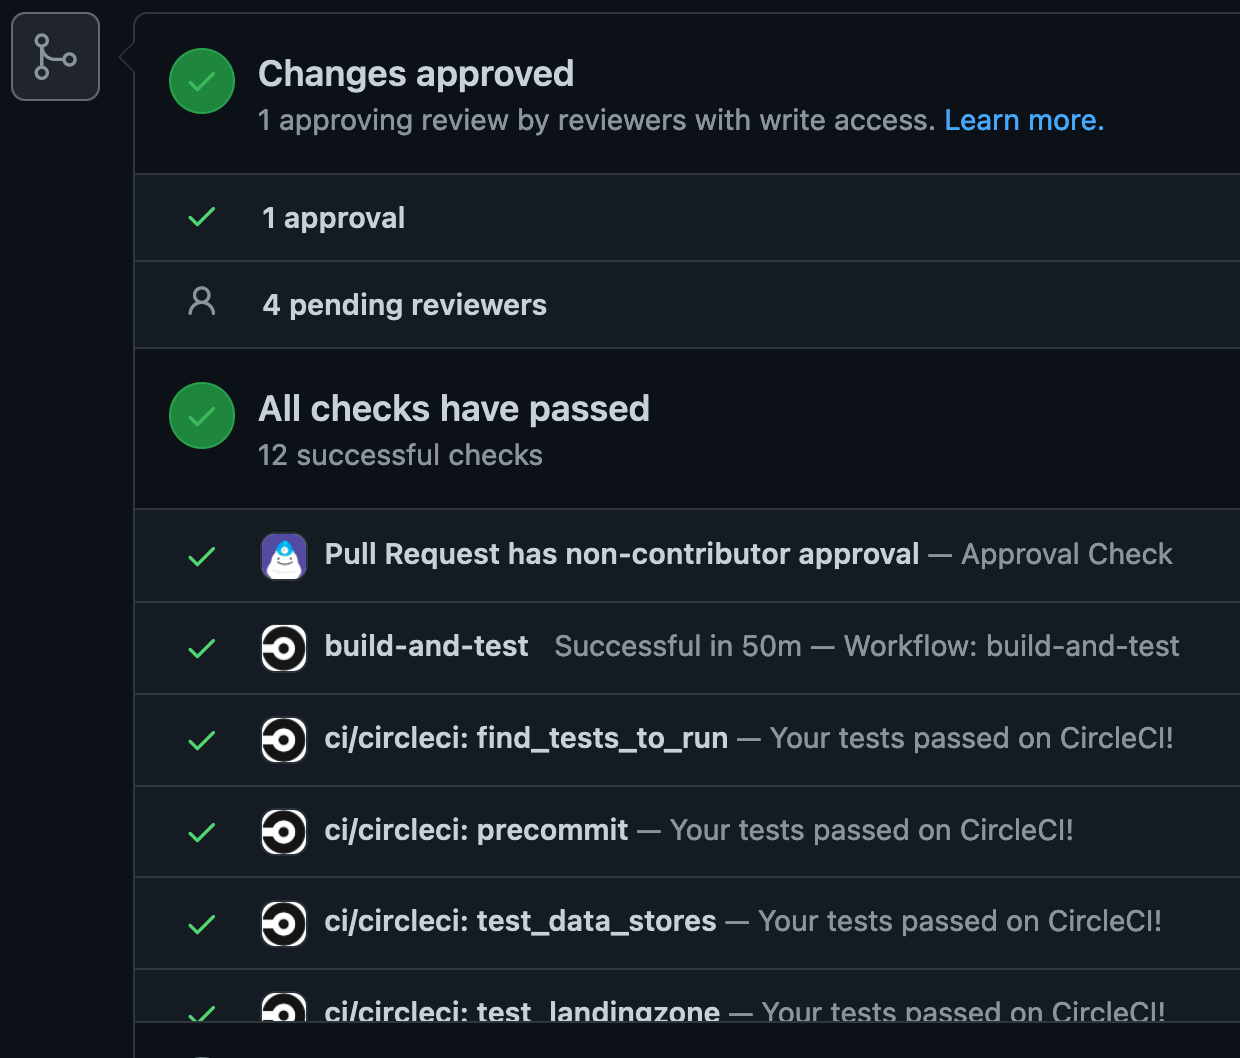 Changes approved
1 approving review by reviewers with write access. Learn more.
1 approval
4 pending reviewers
All checks have passed
12 successful checks
Pull Request has non-contributor approval — Approval Check
build-and-test Successful in 50m — Workflow: build-and-test
ci/circleci: find_tests_to_run — Your tests passed on CircleCI!
ci/circleci: precommit — Your tests passed on CircleCI!
ci/circleci: test_data_stores — Your tests passed on CircleCI!
ci/circleci: test_landingzone — Your tests passed on CircleCI!